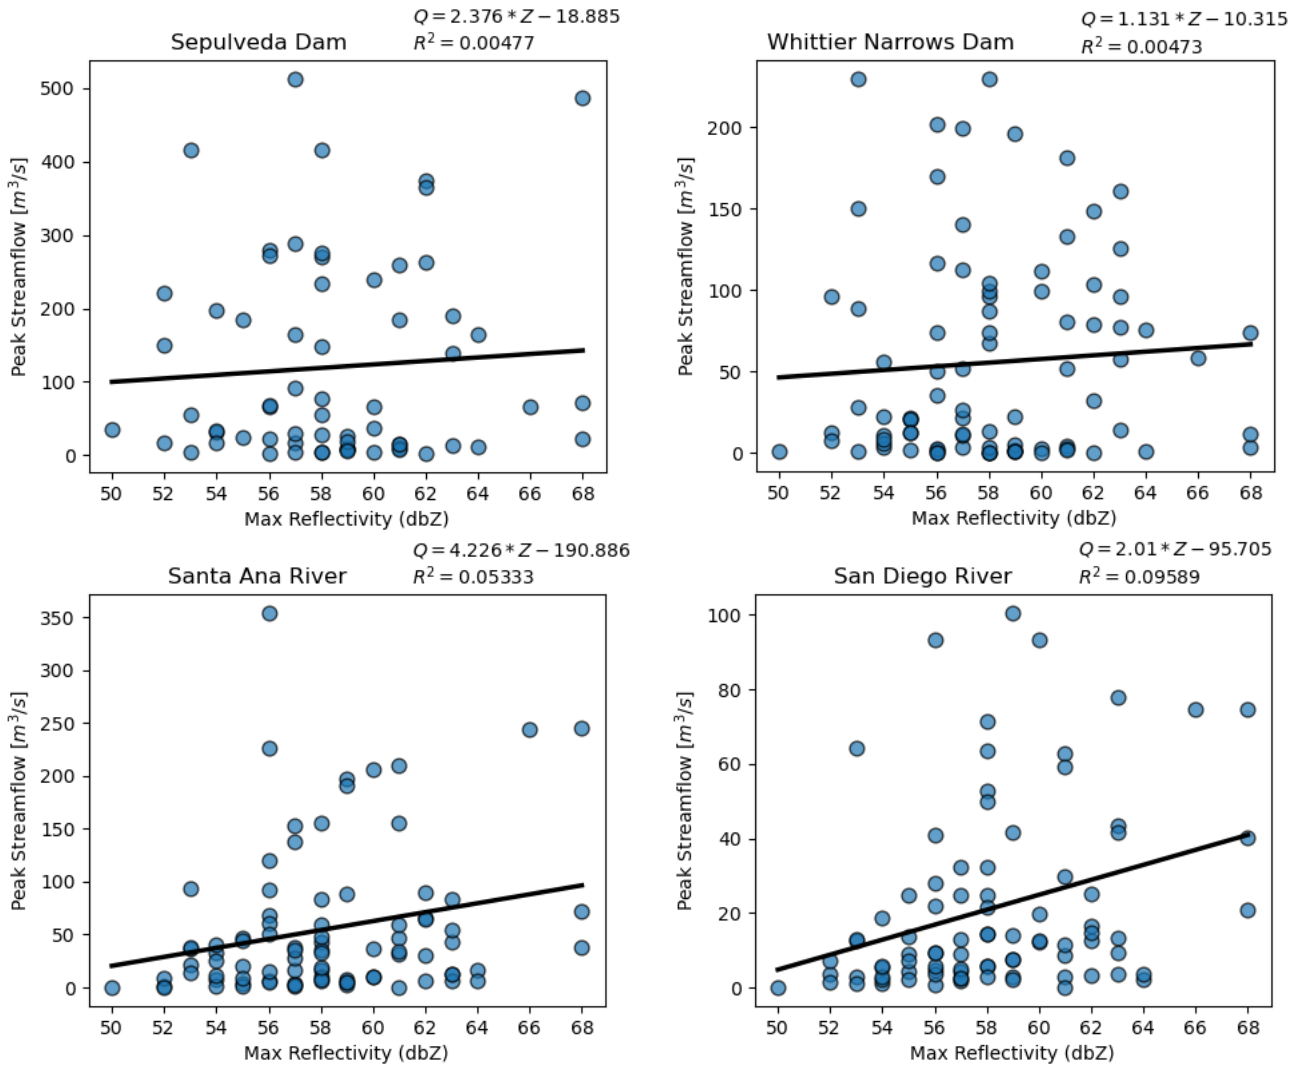 Q = 2.376 * Z − 18.885
Sepulveda Dam
R² = 0.00477
500
400
300
200
100
0
Peak Streamflow [m³/s]
50 52 54 56 58 60 62 64 66 68
Max Reflectivity (dbZ)
Q = 1.131 * Z − 10.315
Whittier Narrows Dam
R² = 0.00473
200
150
100
50
0
Peak Streamflow [m³/s]
50 52 54 56 58 60 62 64 66 68
Max Reflectivity (dbZ)
Q = 4.226 * Z − 190.886
Santa Ana River
R² = 0.05333
350
300
250
200
150
100
50
0
Peak Streamflow [m³/s]
50 52 54 56 58 60 62 64 66 68
Max Reflectivity (dbZ)
Q = 2.01 * Z − 95.705
San Diego River
R² = 0.09589
100
80
60
40
20
0
Peak Streamflow [m³/s]
50 52 54 56 58 60 62 64 66 68
Max Reflectivity (dbZ)